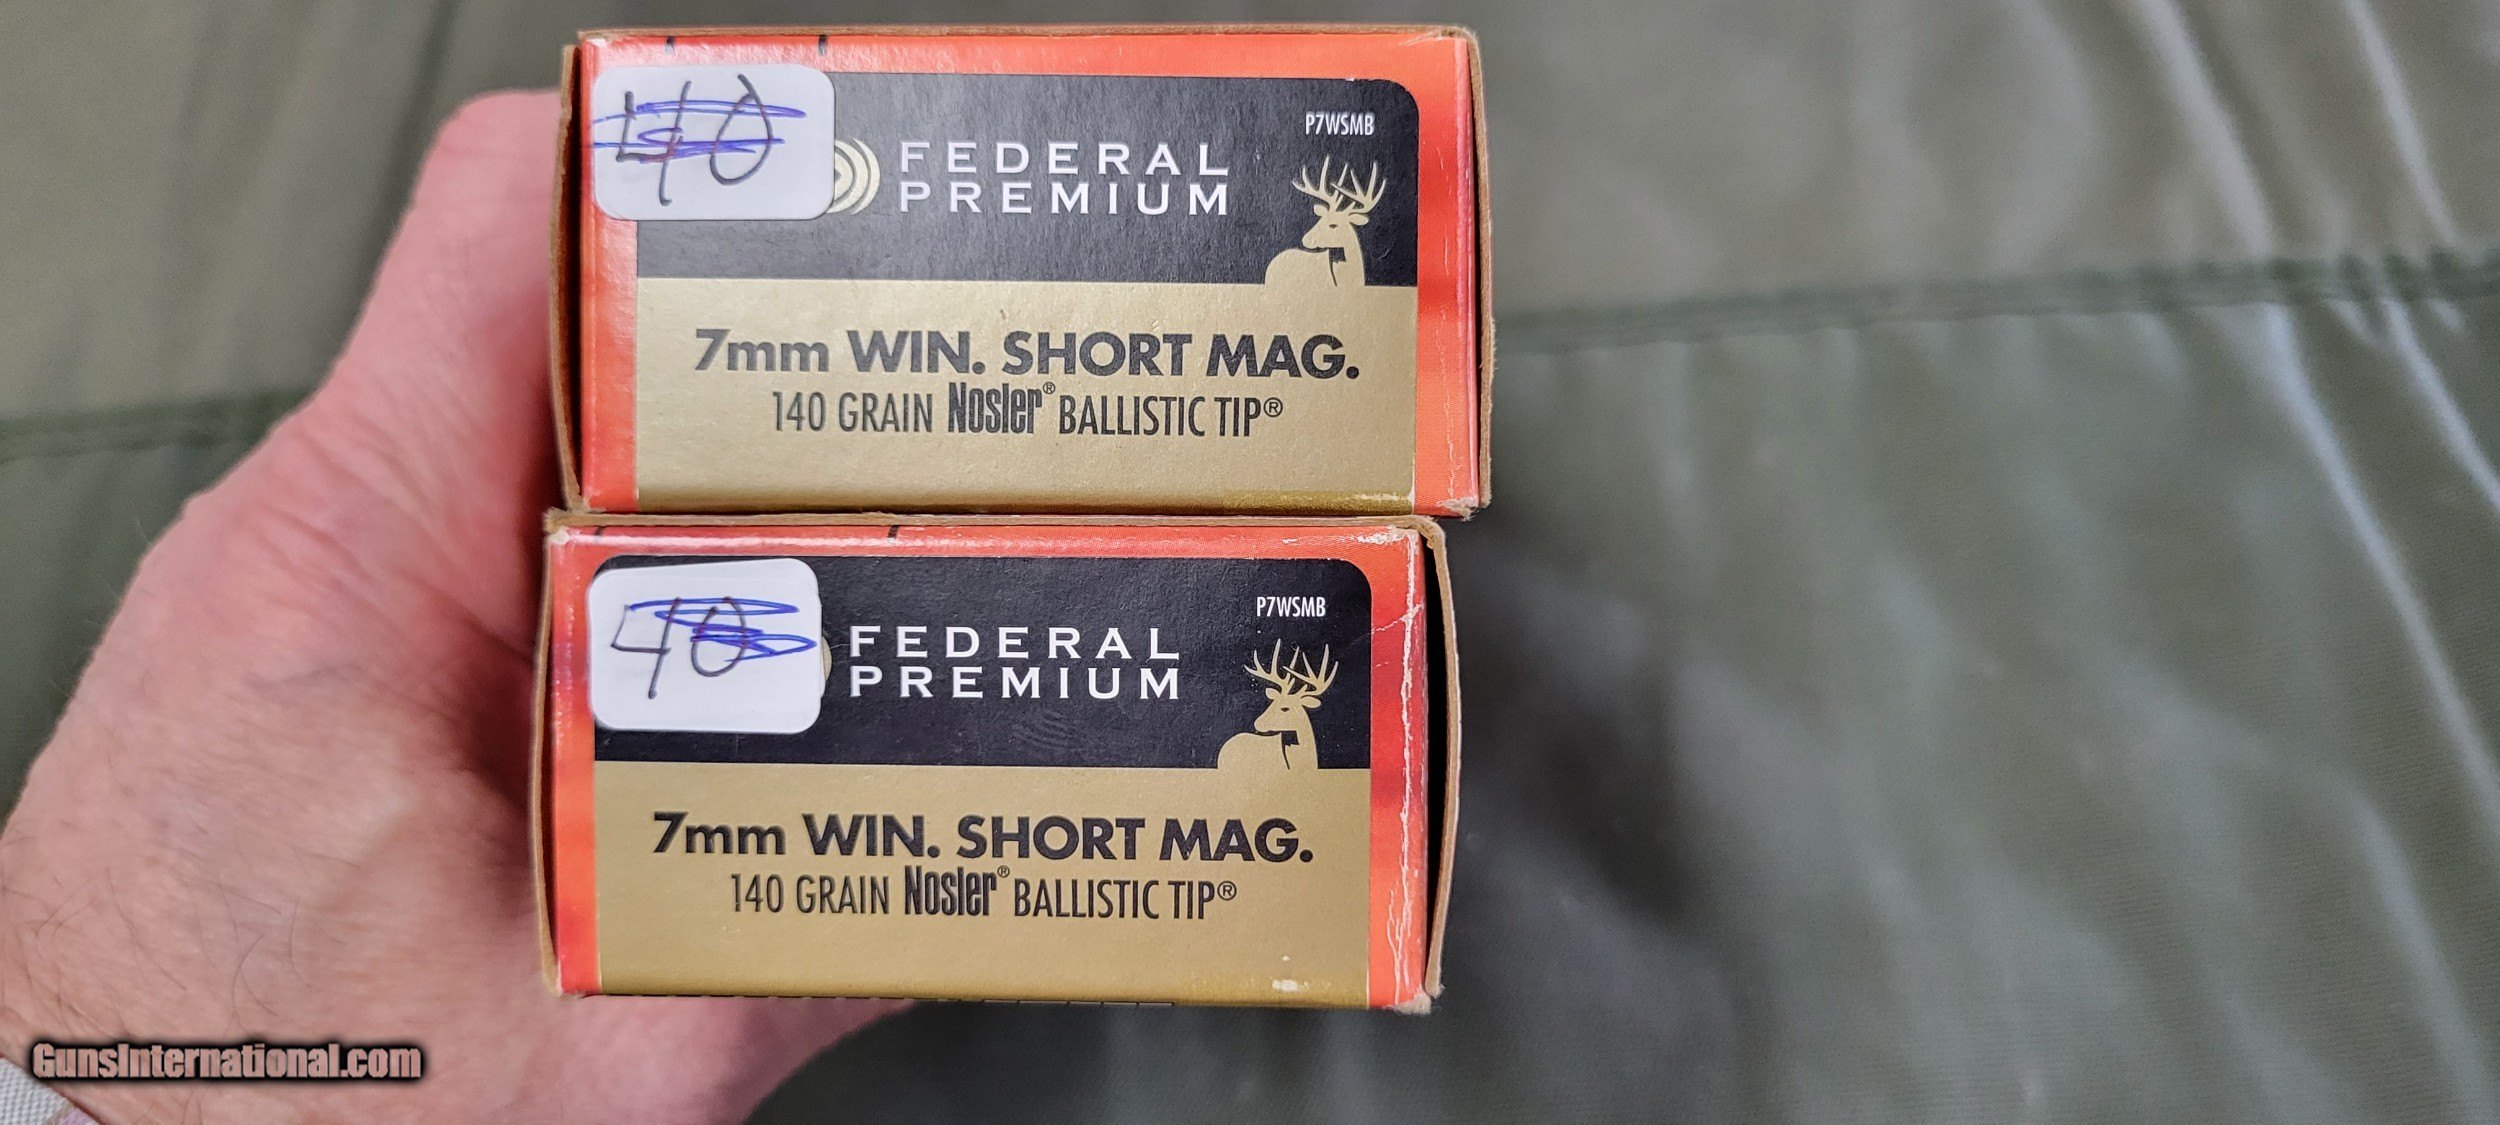 40
P7WSMB
FEDERAL
PREMIUM
7mm WIN. SHORT MAG.
140 GRAIN Nosler® BALLISTIC TIP®
40
P7WSMB
FEDERAL
PREMIUM
7mm WIN. SHORT MAG.
140 GRAIN Nosler® BALLISTIC TIP®
GunsInternational.com